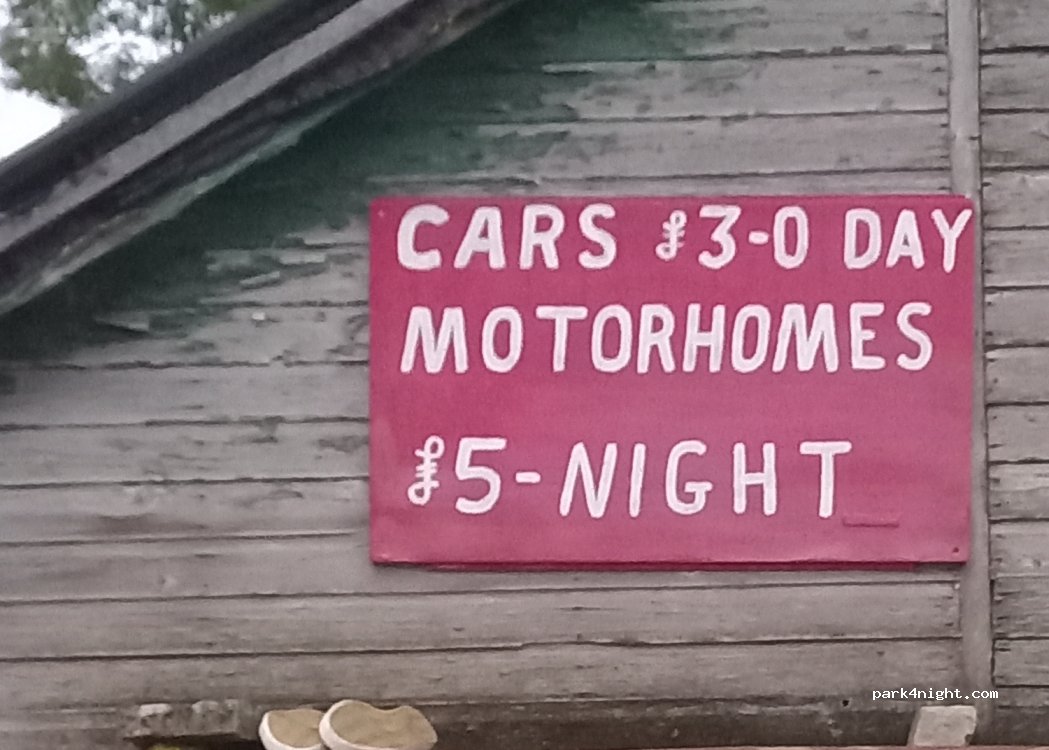 CARS £3-0 DAY
MOTORHOMES
£5-NIGHT
park4night.com